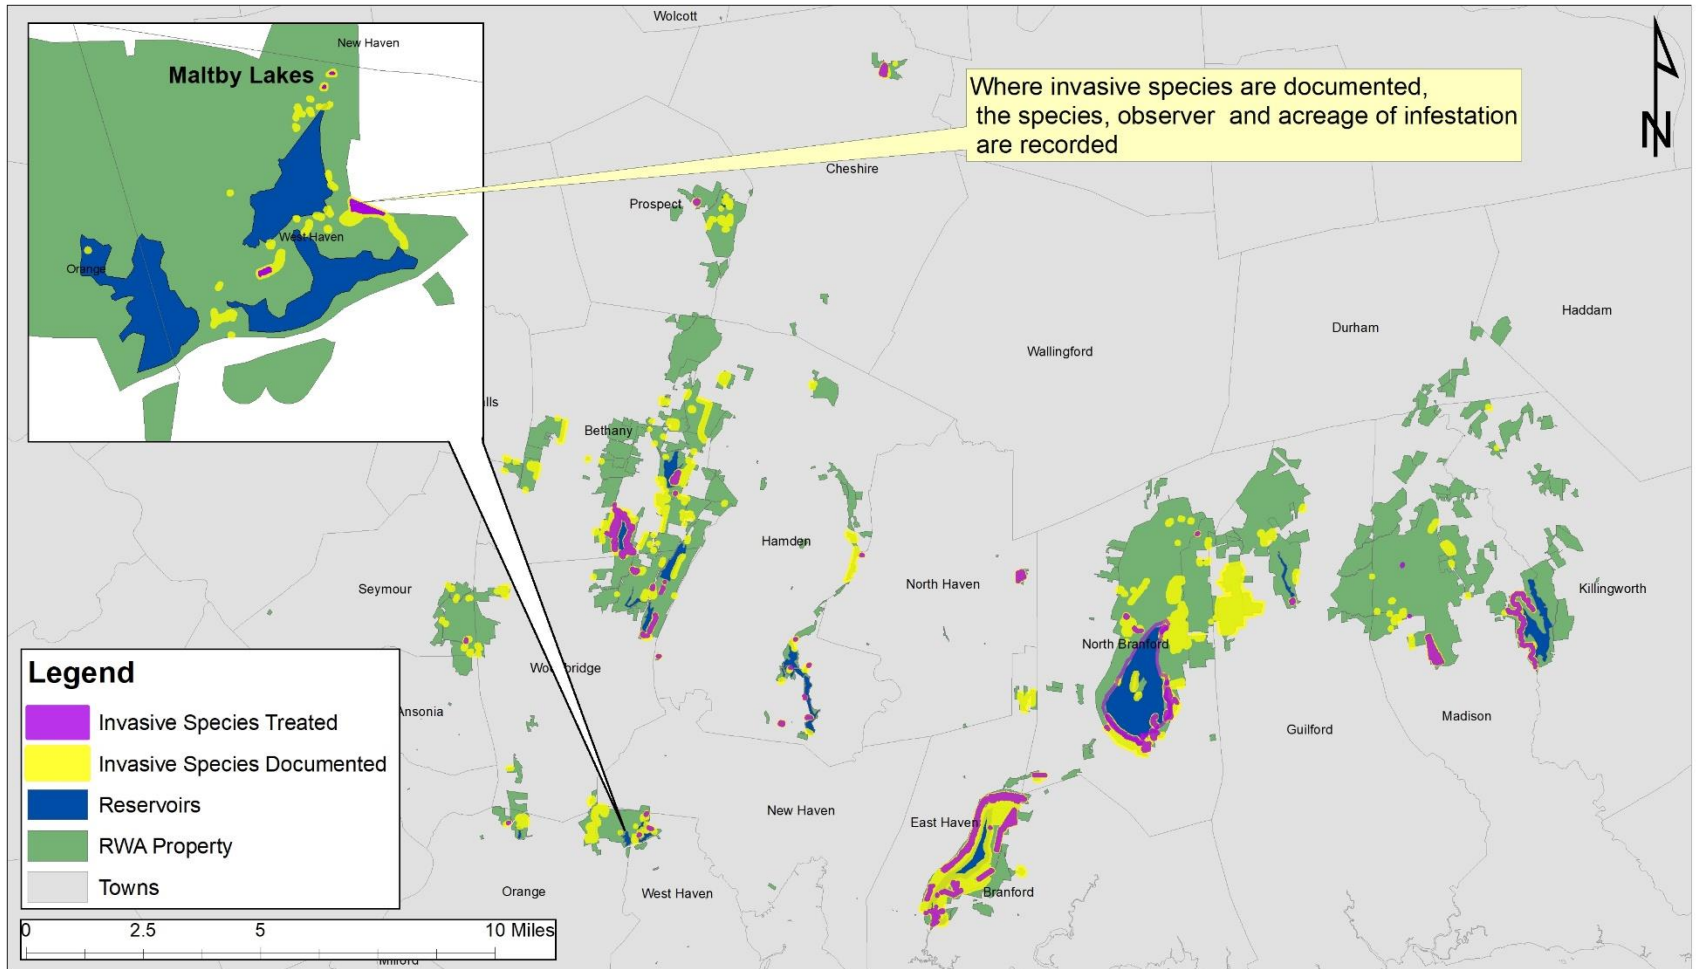 Wolcott
New Haven
Maltby Lakes
Where invasive species are documented,
the species, observer and acreage of infestation
are recorded
N
Cheshire
Prospect
West Haven
Orange
Haddam
Durham
Wallingford
alls
Bethany
Hamden
North Haven
Seymour
Killingworth
North Branford
Woodbridge
Ansonia
Madison
Guilford
New Haven
East Haven
Orange
West Haven
Branford
Legend
Invasive Species Treated
Invasive Species Documented
Reservoirs
RWA Property
Towns
0 2.5 5 10 Miles
Milford